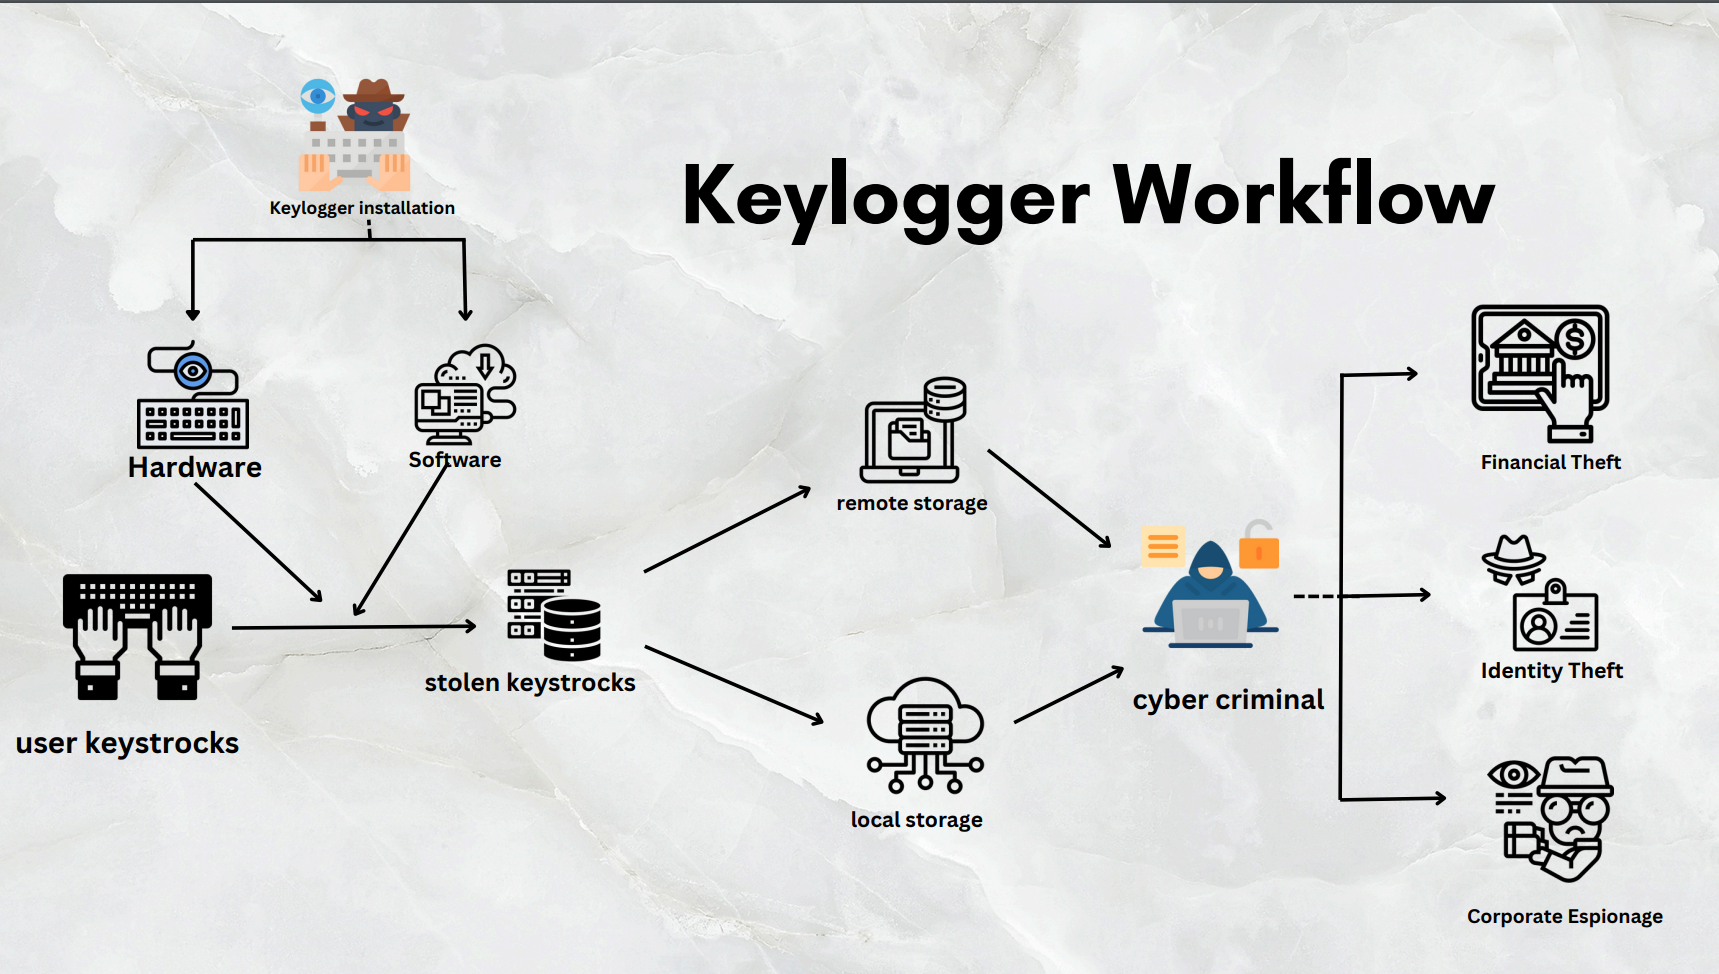 Keylogger installation
Keylogger Workflow
Hardware
Software
user keystrocks
stolen keystrocks
remote storage
local storage
cyber criminal
Financial Theft
Identity Theft
Corporate Espionage